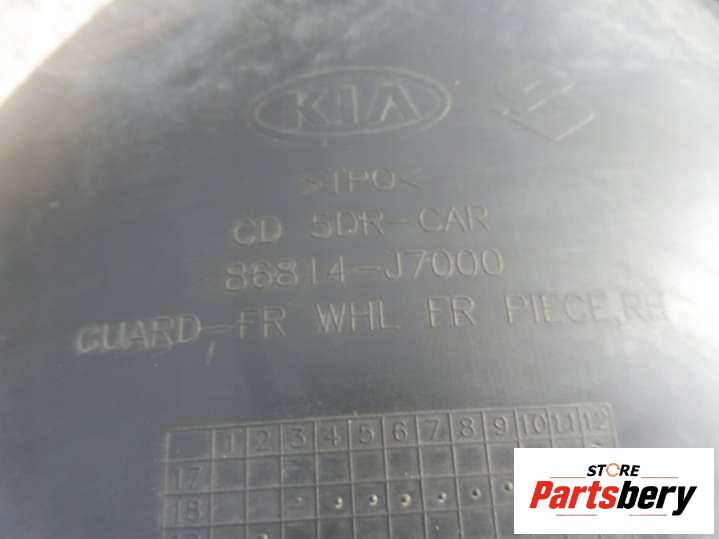 KIA
>TPO<
CD 5DR-CAR
86814-J7000
GUARD-FR WHL FR PIECE,RH
1 2 3 4 5 6 7 8 9 10 11 12
17
18
STORE
Partsbery